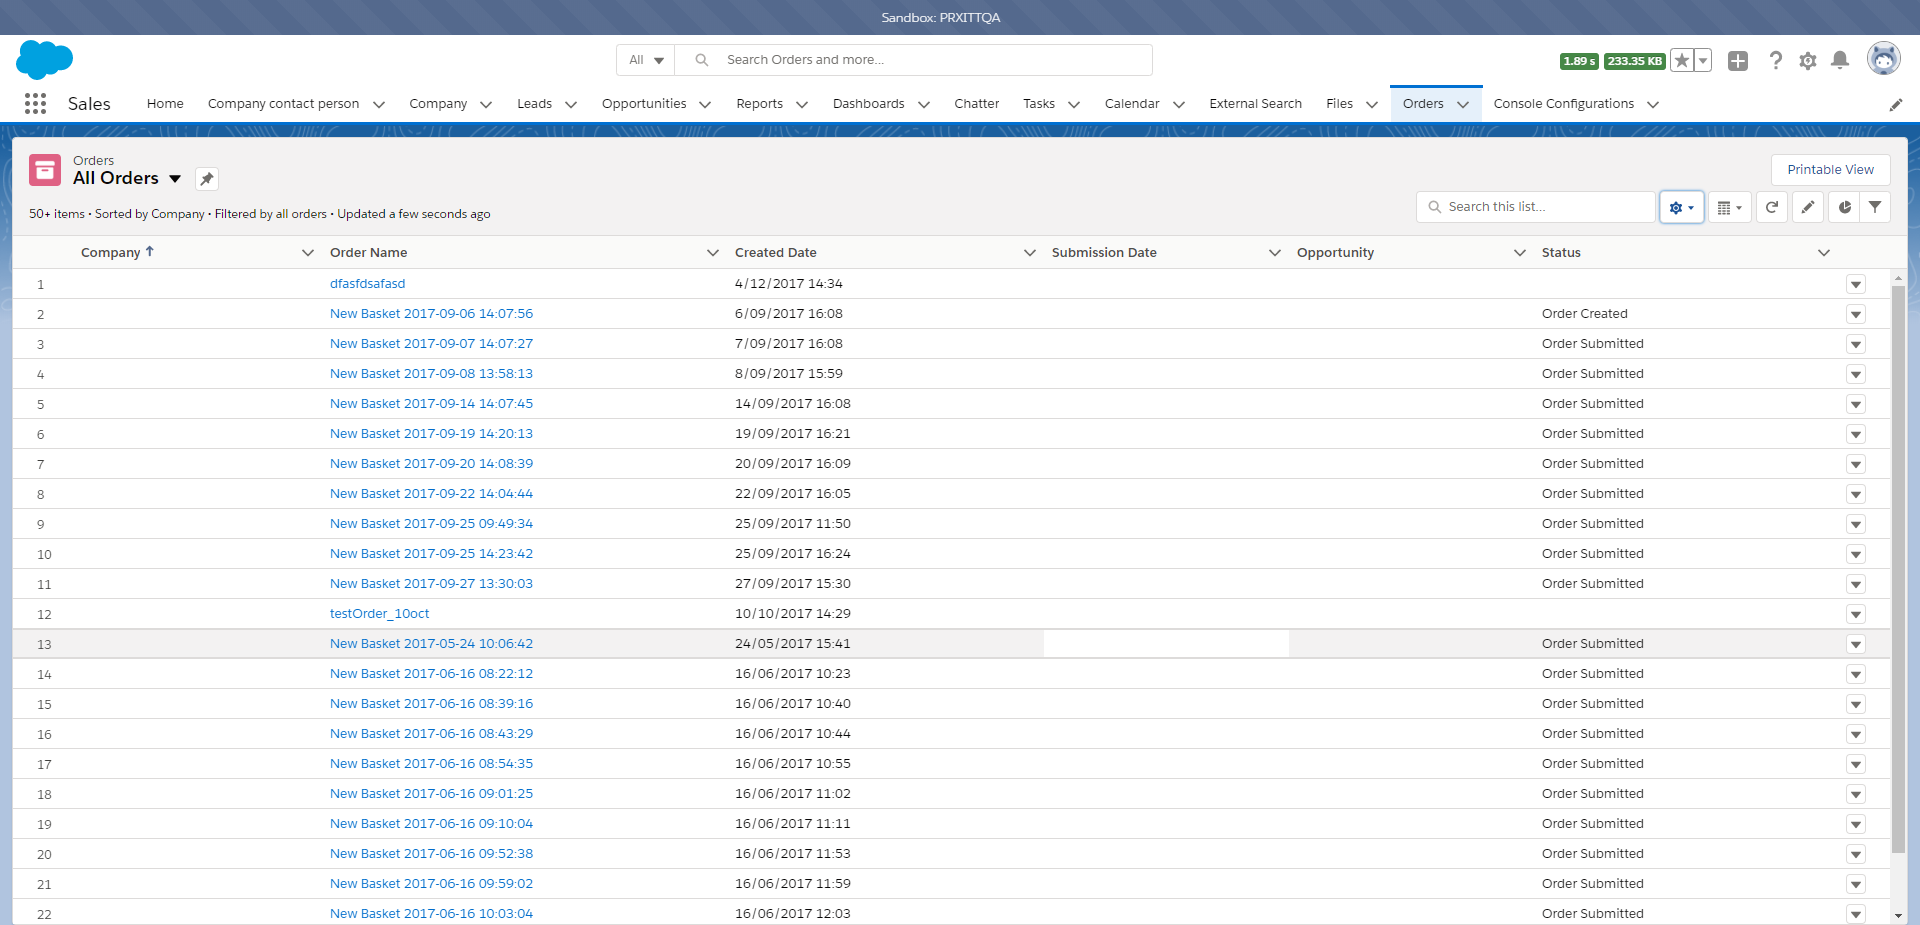 Sandbox: PRXITTQA
All Search Orders and more... 1.89 s 233.35 KB
Sales Home Company contact person Company Leads Opportunities Reports Dashboards Chatter Tasks Calendar External Search Files Orders Console Configurations
Orders
All Orders
Printable View
50+ items • Sorted by Company • Filtered by all orders • Updated a few seconds ago
Search this list...
Company Order Name Created Date Submission Date Opportunity Status
1 dfasfdsafasd 4/12/2017 14:34
2 New Basket 2017-09-06 14:07:56 6/09/2017 16:08 Order Created
3 New Basket 2017-09-07 14:07:27 7/09/2017 16:08 Order Submitted
4 New Basket 2017-09-08 13:58:13 8/09/2017 15:59 Order Submitted
5 New Basket 2017-09-14 14:07:45 14/09/2017 16:08 Order Submitted
6 New Basket 2017-09-19 14:20:13 19/09/2017 16:21 Order Submitted
7 New Basket 2017-09-20 14:08:39 20/09/2017 16:09 Order Submitted
8 New Basket 2017-09-22 14:04:44 22/09/2017 16:05 Order Submitted
9 New Basket 2017-09-25 09:49:34 25/09/2017 11:50 Order Submitted
10 New Basket 2017-09-25 14:23:42 25/09/2017 16:24 Order Submitted
11 New Basket 2017-09-27 13:30:03 27/09/2017 15:30 Order Submitted
12 testOrder_10oct 10/10/2017 14:29
13 New Basket 2017-05-24 10:06:42 24/05/2017 15:41 Order Submitted
14 New Basket 2017-06-16 08:22:12 16/06/2017 10:23 Order Submitted
15 New Basket 2017-06-16 08:39:16 16/06/2017 10:40 Order Submitted
16 New Basket 2017-06-16 08:43:29 16/06/2017 10:44 Order Submitted
17 New Basket 2017-06-16 08:54:35 16/06/2017 10:55 Order Submitted
18 New Basket 2017-06-16 09:01:25 16/06/2017 11:02 Order Submitted
19 New Basket 2017-06-16 09:10:04 16/06/2017 11:11 Order Submitted
20 New Basket 2017-06-16 09:52:38 16/06/2017 11:53 Order Submitted
21 New Basket 2017-06-16 09:59:02 16/06/2017 11:59 Order Submitted
22 New Basket 2017-06-16 10:03:04 16/06/2017 12:03 Order Submitted